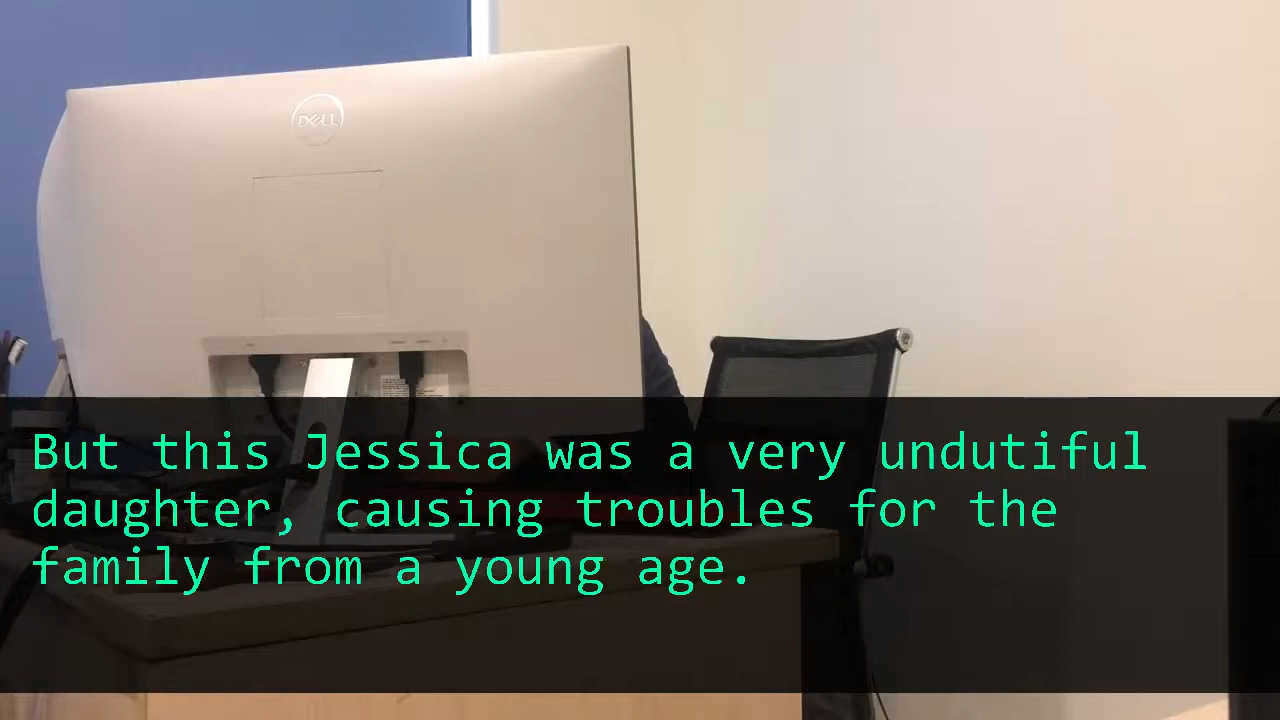 DELL
But this Jessica was a very undutiful
daughter, causing troubles for the
family from a young age.